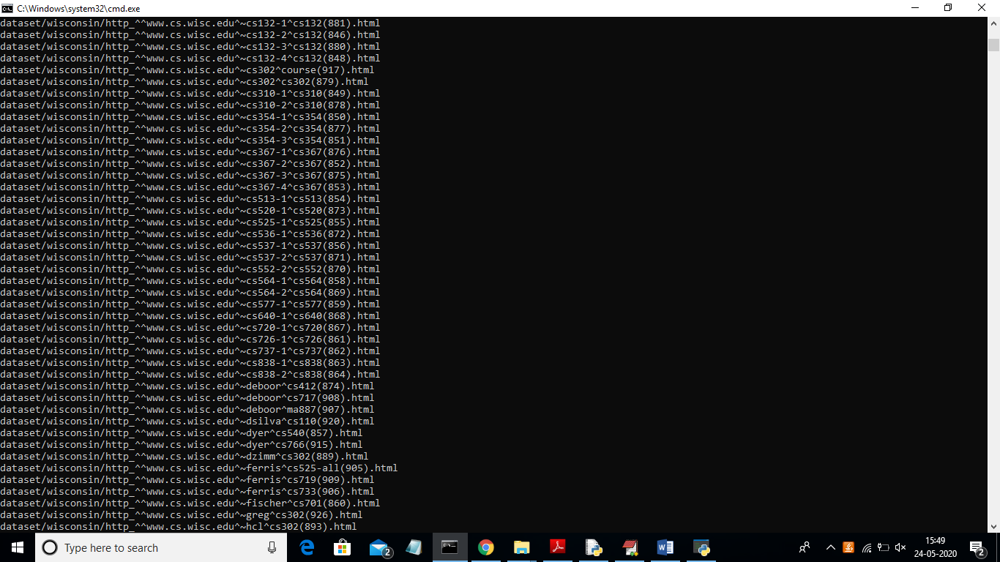 C:\Windows\system32\cmd.exe
dataset/wisconsin/http_^^www.cs.wisc.edu^~cs132-1^cs132(881).html
dataset/wisconsin/http_^^www.cs.wisc.edu^~cs132-2^cs132(846).html
dataset/wisconsin/http_^^www.cs.wisc.edu^~cs132-3^cs132(880).html
dataset/wisconsin/http_^^www.cs.wisc.edu^~cs132-4^cs132(848).html
dataset/wisconsin/http_^^www.cs.wisc.edu^~cs302^course(917).html
dataset/wisconsin/http_^^www.cs.wisc.edu^~cs302^cs302(879).html
dataset/wisconsin/http_^^www.cs.wisc.edu^~cs310-1^cs310(849).html
dataset/wisconsin/http_^^www.cs.wisc.edu^~cs310-2^cs310(878).html
dataset/wisconsin/http_^^www.cs.wisc.edu^~cs354-1^cs354(850).html
dataset/wisconsin/http_^^www.cs.wisc.edu^~cs354-2^cs354(877).html
dataset/wisconsin/http_^^www.cs.wisc.edu^~cs354-3^cs354(851).html
dataset/wisconsin/http_^^www.cs.wisc.edu^~cs367-1^cs367(876).html
dataset/wisconsin/http_^^www.cs.wisc.edu^~cs367-2^cs367(852).html
dataset/wisconsin/http_^^www.cs.wisc.edu^~cs367-3^cs367(875).html
dataset/wisconsin/http_^^www.cs.wisc.edu^~cs367-4^cs367(853).html
dataset/wisconsin/http_^^www.cs.wisc.edu^~cs513-1^cs513(854).html
dataset/wisconsin/http_^^www.cs.wisc.edu^~cs520-1^cs520(873).html
dataset/wisconsin/http_^^www.cs.wisc.edu^~cs525-1^cs525(855).html
dataset/wisconsin/http_^^www.cs.wisc.edu^~cs536-1^cs536(872).html
dataset/wisconsin/http_^^www.cs.wisc.edu^~cs537-1^cs537(856).html
dataset/wisconsin/http_^^www.cs.wisc.edu^~cs537-2^cs537(871).html
dataset/wisconsin/http_^^www.cs.wisc.edu^~cs552-2^cs552(870).html
dataset/wisconsin/http_^^www.cs.wisc.edu^~cs564-1^cs564(858).html
dataset/wisconsin/http_^^www.cs.wisc.edu^~cs564-2^cs564(869).html
dataset/wisconsin/http_^^www.cs.wisc.edu^~cs577-1^cs577(859).html
dataset/wisconsin/http_^^www.cs.wisc.edu^~cs640-1^cs640(868).html
dataset/wisconsin/http_^^www.cs.wisc.edu^~cs720-1^cs720(867).html
dataset/wisconsin/http_^^www.cs.wisc.edu^~cs726-1^cs726(861).html
dataset/wisconsin/http_^^www.cs.wisc.edu^~cs737-1^cs737(862).html
dataset/wisconsin/http_^^www.cs.wisc.edu^~cs838-1^cs838(863).html
dataset/wisconsin/http_^^www.cs.wisc.edu^~cs838-2^cs838(864).html
dataset/wisconsin/http_^^www.cs.wisc.edu^~deboor^cs412(874).html
dataset/wisconsin/http_^^www.cs.wisc.edu^~deboor^cs717(908).html
dataset/wisconsin/http_^^www.cs.wisc.edu^~deboor^ma887(907).html
dataset/wisconsin/http_^^www.cs.wisc.edu^~dsilva^cs110(920).html
dataset/wisconsin/http_^^www.cs.wisc.edu^~dyer^cs540(857).html
dataset/wisconsin/http_^^www.cs.wisc.edu^~dyer^cs766(915).html
dataset/wisconsin/http_^^www.cs.wisc.edu^~dzimm^cs302(889).html
dataset/wisconsin/http_^^www.cs.wisc.edu^~ferris^cs525-all(905).html
dataset/wisconsin/http_^^www.cs.wisc.edu^~ferris^cs719(909).html
dataset/wisconsin/http_^^www.cs.wisc.edu^~ferris^cs733(906).html
dataset/wisconsin/http_^^www.cs.wisc.edu^~fischer^cs701(860).html
dataset/wisconsin/http_^^www.cs.wisc.edu^~greg^cs302(926).html
dataset/wisconsin/http_^^www.cs.wisc.edu^~hcl^cs302(893).html
Type here to search
2
15:49
24-05-2020
2